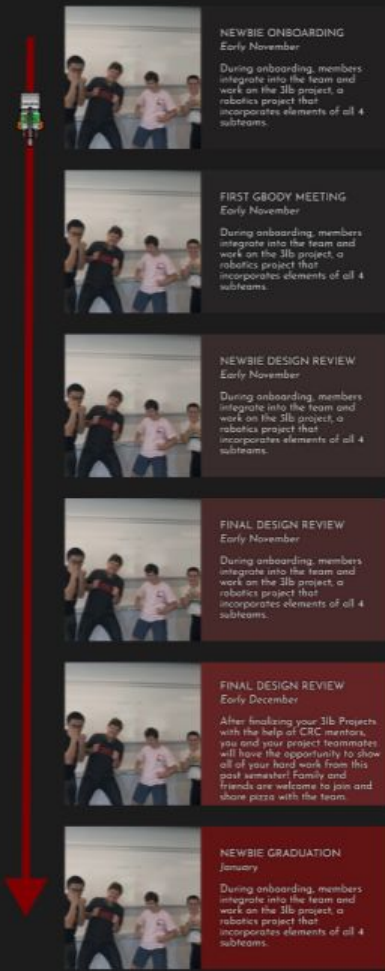 NEWBIE ONBOARDING
Early November
During onboarding, members
integrate into the team and
work on the 3lb project, a
robotics project that
incorporates elements of all 4
subteams.
FIRST GBODY MEETING
Early November
During onboarding, members
integrate into the team and
work on the 3lb project, a
robotics project that
incorporates elements of all 4
subteams.
NEWBIE DESIGN REVIEW
Early November
During onboarding, members
integrate into the team and
work on the 3lb project, a
robotics project that
incorporates elements of all 4
subteams.
FINAL DESIGN REVIEW
Early November
During onboarding, members
integrate into the team and
work on the 3lb project, a
robotics project that
incorporates elements of all 4
subteams.
FINAL DESIGN REVIEW
Early December
After finalizing your 3lb Projects
with the help of CRC mentors,
you and your project teammates
will have the opportunity to show
all of your hard work from this
past semester! Family and
friends are welcome to join and
share pizza with the team.
NEWBIE GRADUATION
January
During onboarding, members
integrate into the team and
work on the 3lb project, a
robotics project that
incorporates elements of all 4
subteams.